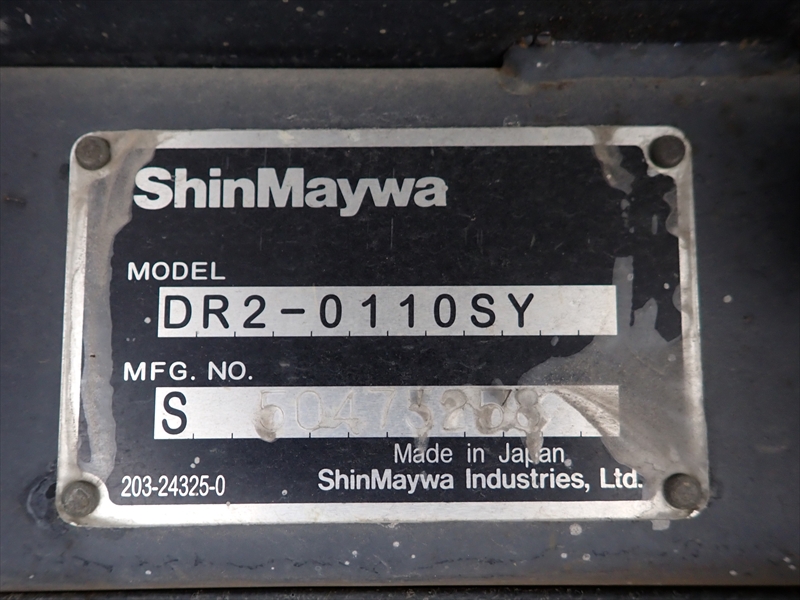 ShinMaywa
MODEL
DR2-0110SY
MFG. NO.
S
Made in Japan
203-24325-0
ShinMaywa Industries, Ltd.